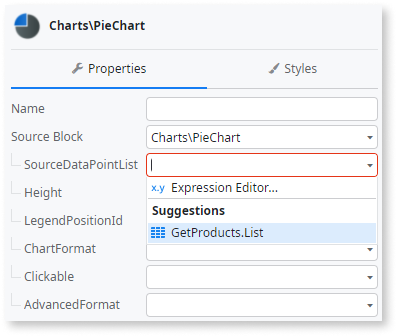 Charts\PieChart
Properties
Styles
Name
Source Block
Charts\PieChart
SourceDataPointList
x.y Expression Editor...
Height
Suggestions
LegendPositionId
GetProducts.List
ChartFormat
Clickable
AdvancedFormat